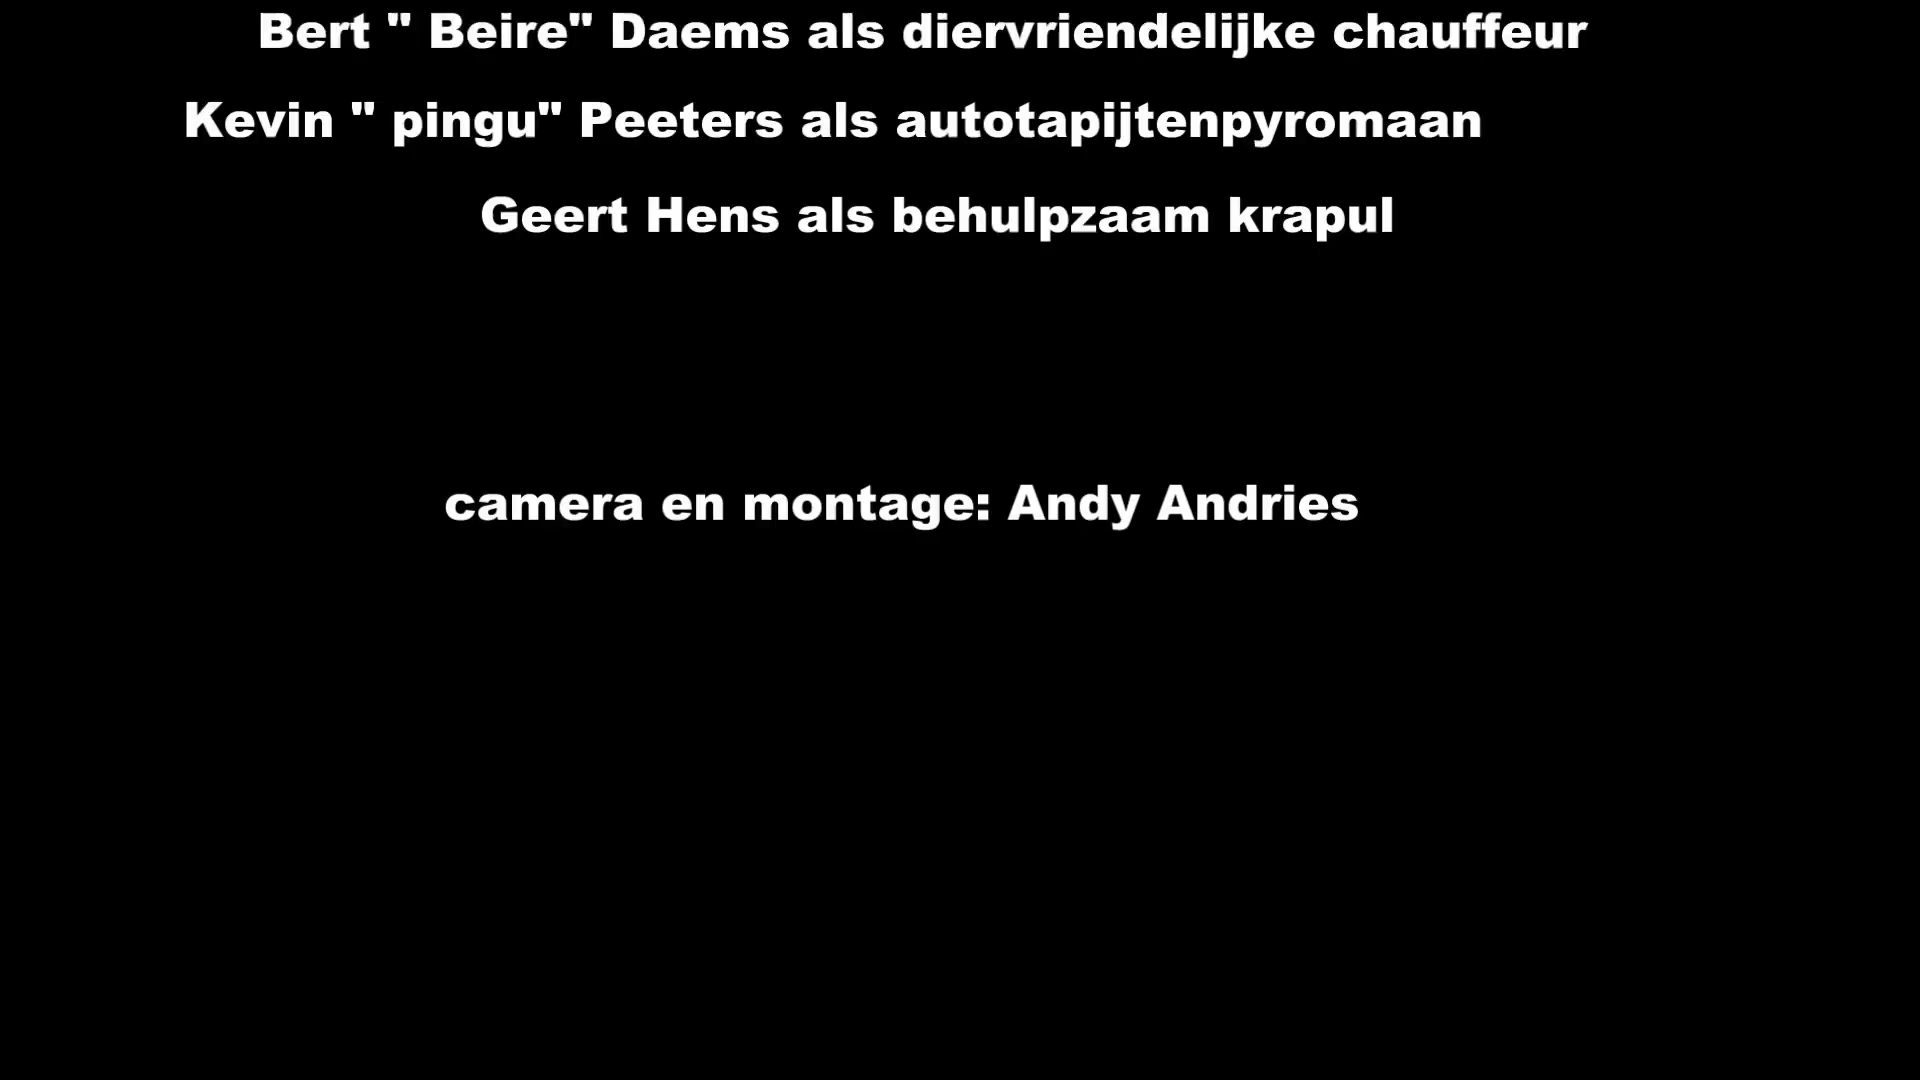 Bert " Beire" Daems als diervriendelijke chauffeur
Kevin " pingu" Peeters als autotapijtenpyromaan
Geert Hens als behulpzaam krapul
camera en montage: Andy Andries